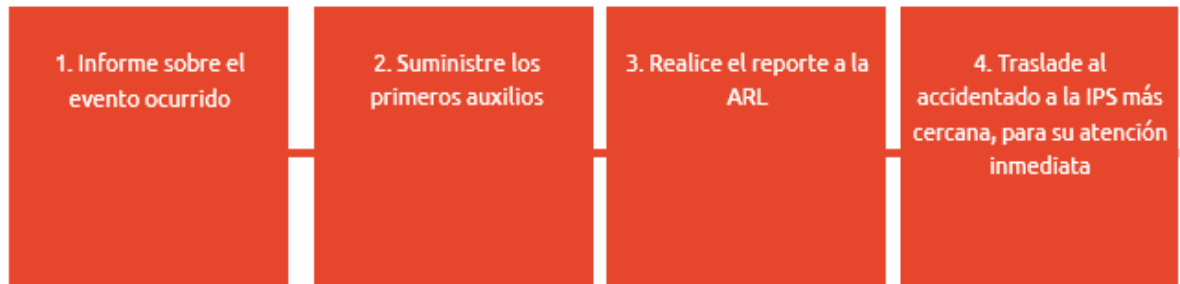 1. Informe sobre el
evento ocurrido
2. Suministre los
primeros auxilios
3. Realice el reporte a la
ARL
4. Traslade al
accidentado a la IPS más
cercana, para su atención
inmediata